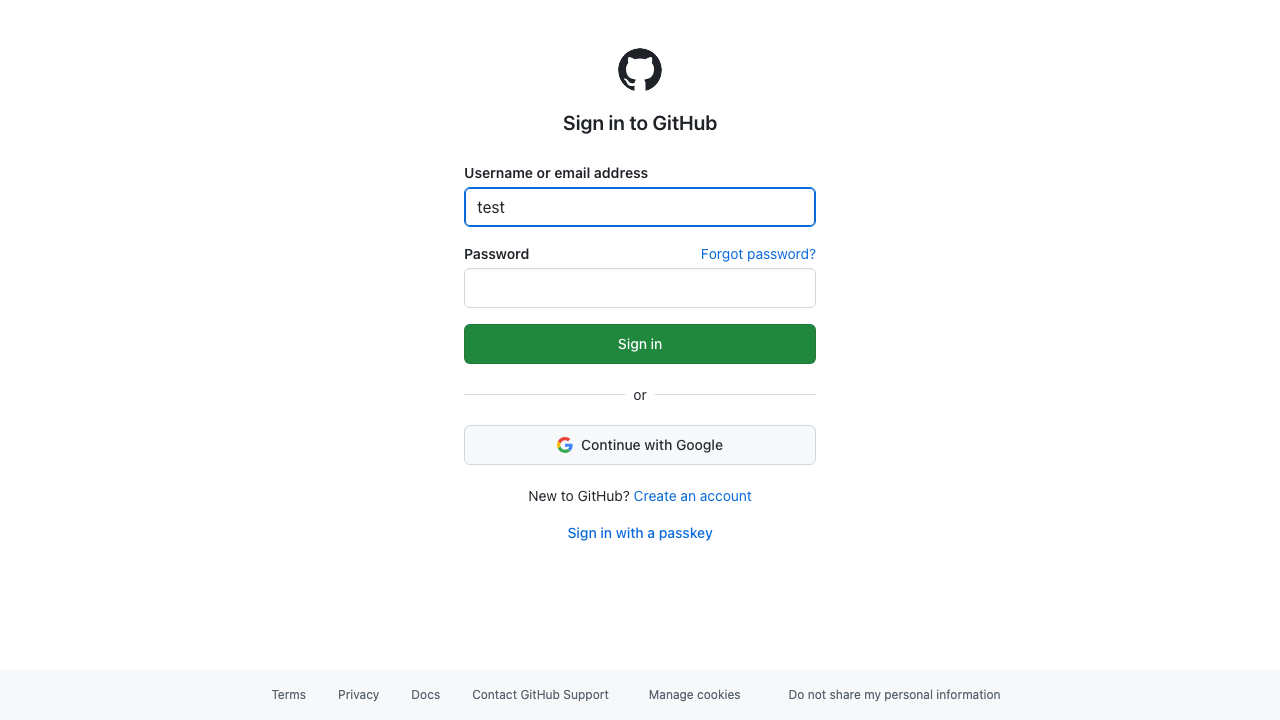 Sign in to GitHub
Username or email address
test
Password Forgot password?
Sign in
or
Continue with Google
New to GitHub? Create an account
Sign in with a passkey
Terms Privacy Docs Contact GitHub Support Manage cookies Do not share my personal information